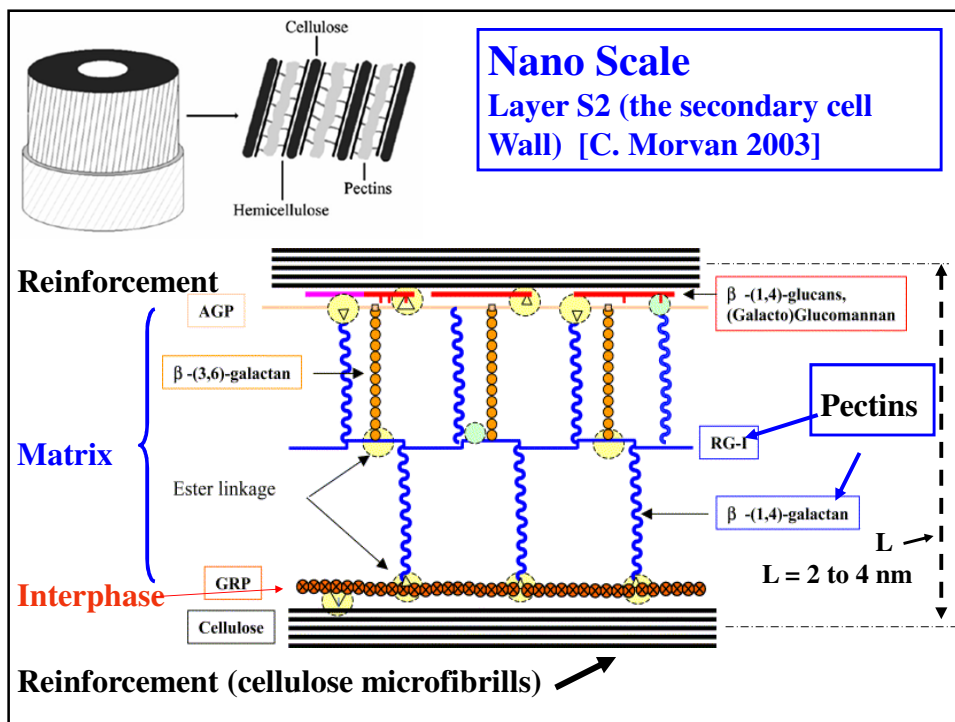 Cellulose
Pectins
Hemicellulose
Nano Scale
Layer S2 (the secondary cell
Wall) [C. Morvan 2003]
Reinforcement
AGP
β -(1,4)-glucans,
(Galacto)Glucomannan
β -(3,6)-galactan
Pectins
Matrix
RG-I
Ester linkage
β -(1,4)-galactan
L
L = 2 to 4 nm
GRP
Interphase
Cellulose
Reinforcement (cellulose microfibrills)